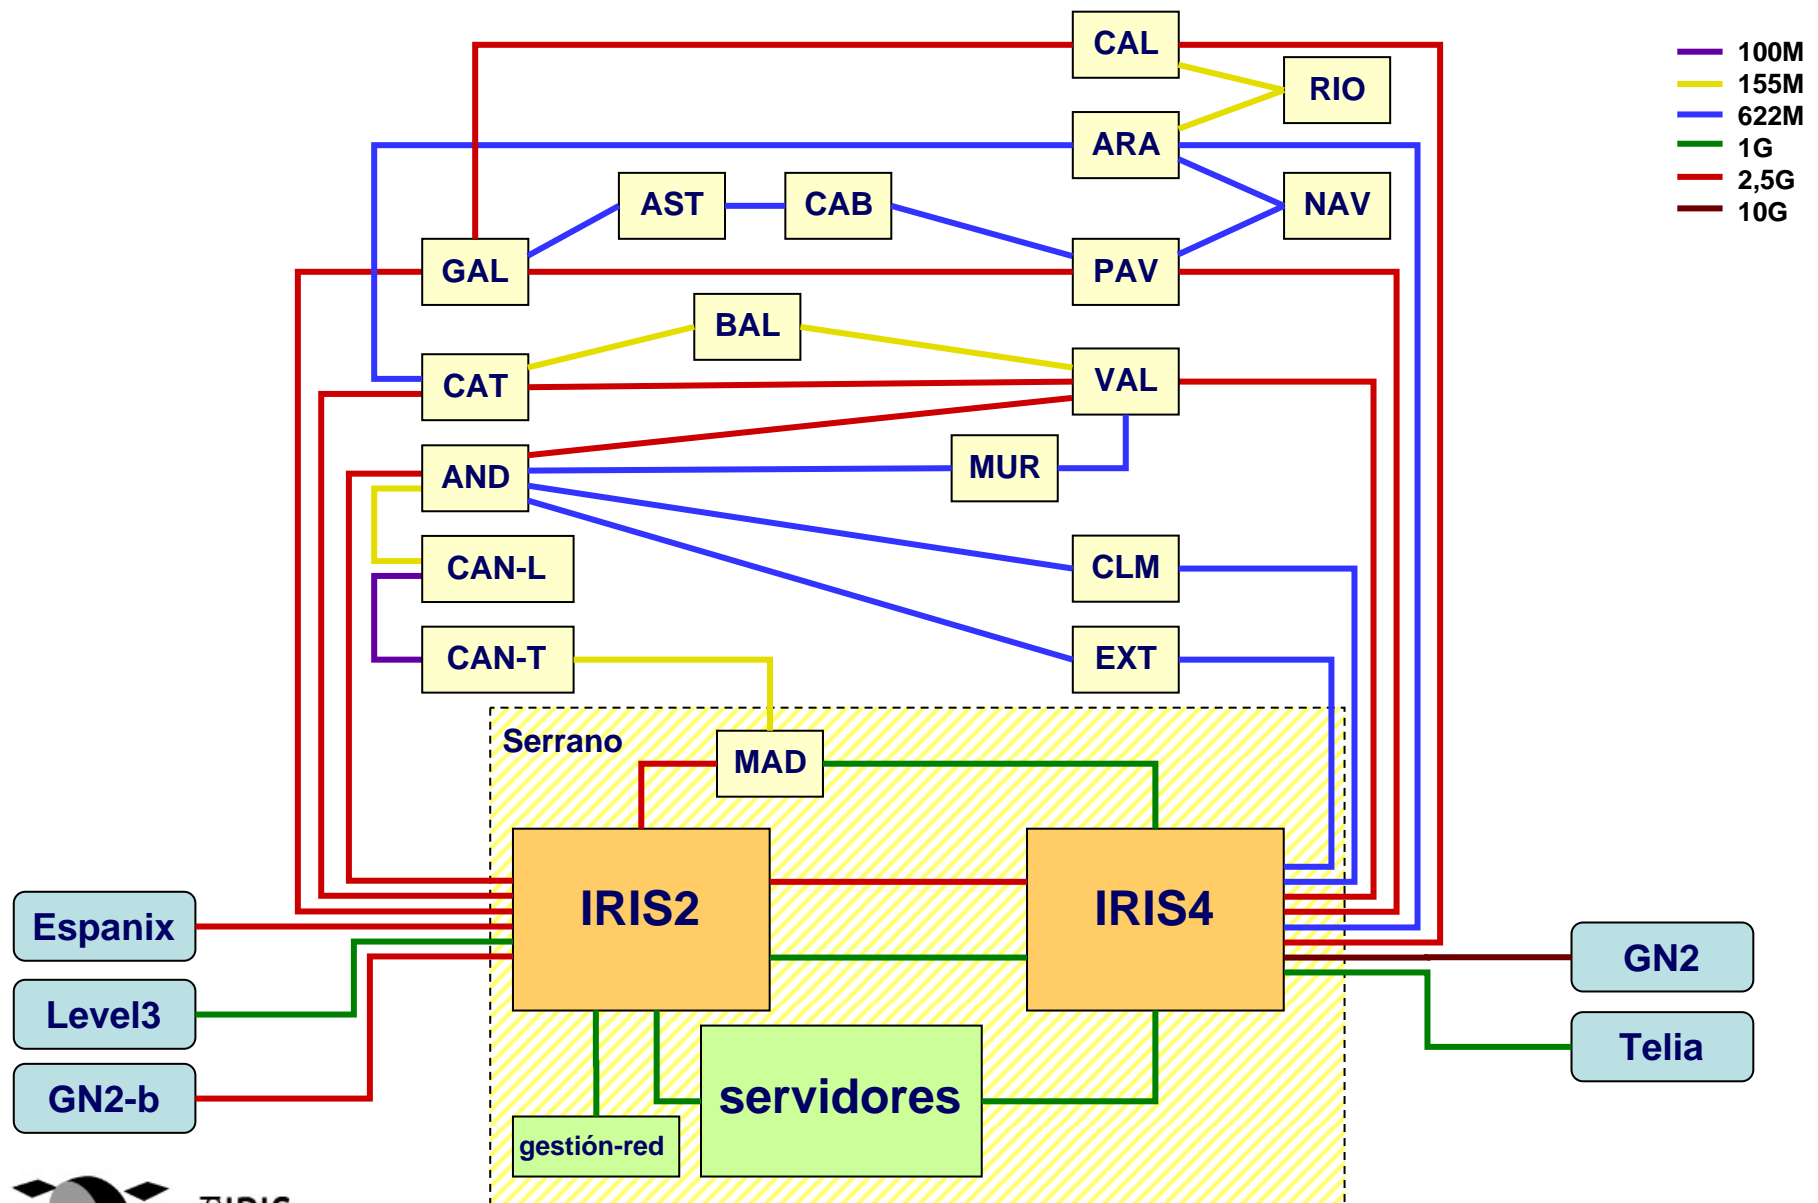 CAL
100M
155M
RIO
622M
ARA
1G
2,5G
AST
CAB
NAV
10G
GAL
PAV
BAL
CAT
VAL
AND
MUR
CAN-L
CLM
CAN-T
EXT
Serrano
MAD
IRIS2
IRIS4
Espanix
GN2
Level3
Telia
GN2-b
servidores
gestión-red